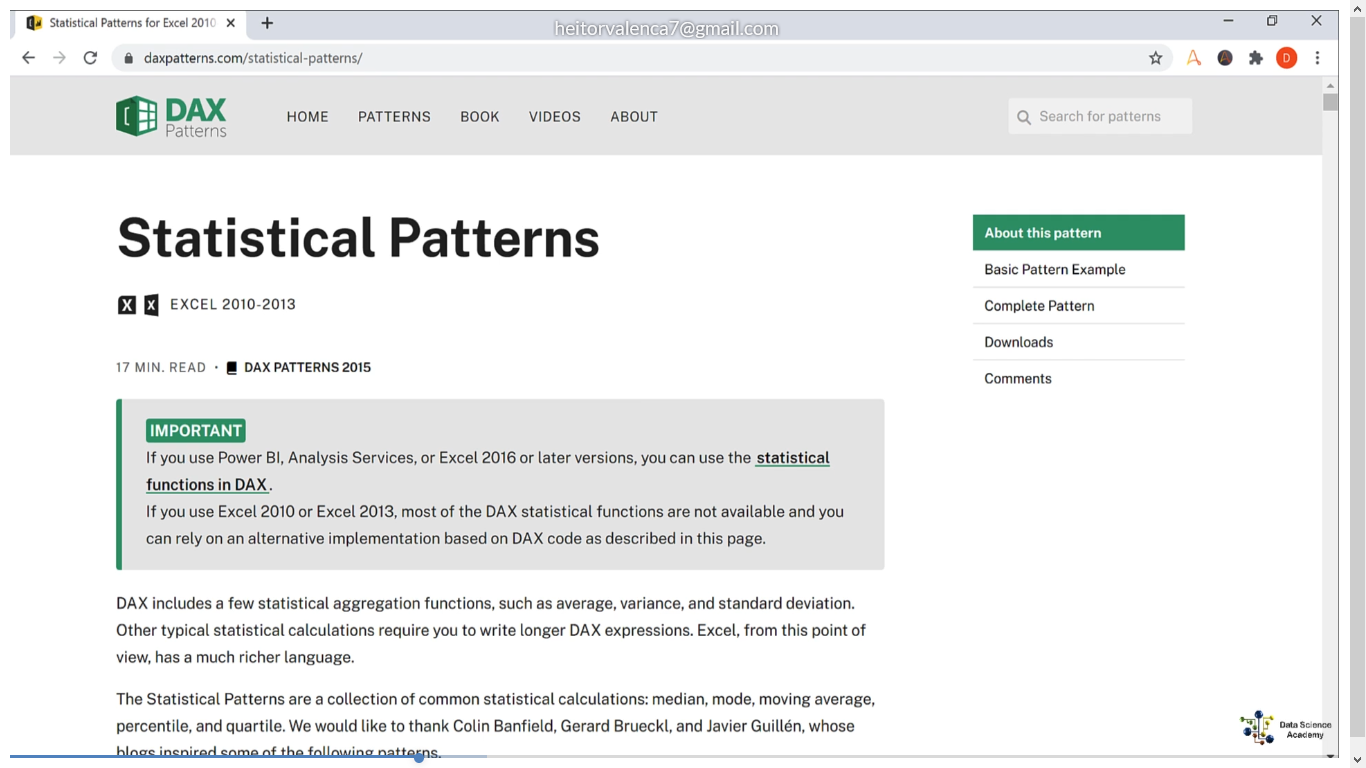 Statistical Patterns for Excel 2010
heitorvalenca7@gmail.com
daxpatterns.com/statistical-patterns/
D
DAX
Patterns
HOME PATTERNS BOOK VIDEOS ABOUT
Search for patterns
Statistical Patterns
EXCEL 2010-2013
17 MIN. READ • DAX PATTERNS 2015
IMPORTANT
If you use Power BI, Analysis Services, or Excel 2016 or later versions, you can use the statistical
functions in DAX.
If you use Excel 2010 or Excel 2013, most of the DAX statistical functions are not available and you
can rely on an alternative implementation based on DAX code as described in this page.
DAX includes a few statistical aggregation functions, such as average, variance, and standard deviation.
Other typical statistical calculations require you to write longer DAX expressions. Excel, from this point of
view, has a much richer language.
The Statistical Patterns are a collection of common statistical calculations: median, mode, moving average,
percentile, and quartile. We would like to thank Colin Banfield, Gerard Brueckl, and Javier Guillén, whose
blogs inspired some of the following patterns.
About this pattern
Basic Pattern Example
Complete Pattern
Downloads
Comments
Data Science
Academy